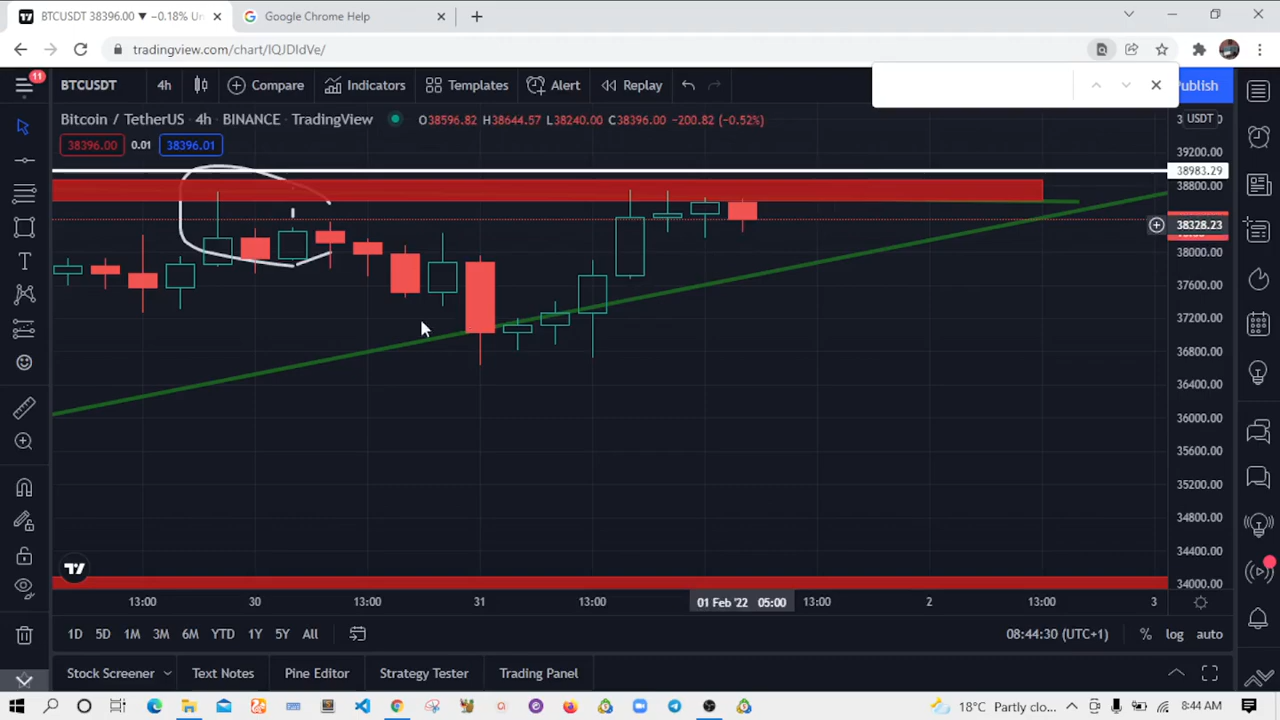 BTCUSDT 38396.00 ▼ −0.18% Un
Google Chrome Help
tradingview.com/chart/IQJDIdVe/
11
BTCUSDT
4h
Compare
Indicators
Templates
Alert
Replay
Publish
Bitcoin / TetherUS · 4h · BINANCE · TradingView
O38596.82 H38644.57 L38240.00 C38396.00 −200.82 (−0.52%)
USDT
38396.00
0.01
38396.01
39200.00
38983.29
38800.00
38328.23
38000.00
37600.00
37200.00
36800.00
36400.00
36000.00
35600.00
35200.00
34800.00
34400.00
34000.00
13:00
30
13:00
31
13:00
01 Feb '22 05:00
13:00
2
13:00
3
1D
5D
1M
3M
6M
YTD
1Y
5Y
All
08:44:30 (UTC+1)
%
log
auto
Stock Screener
Text Notes
Pine Editor
Strategy Tester
Trading Panel
18°C Partly clo...
8:44 AM